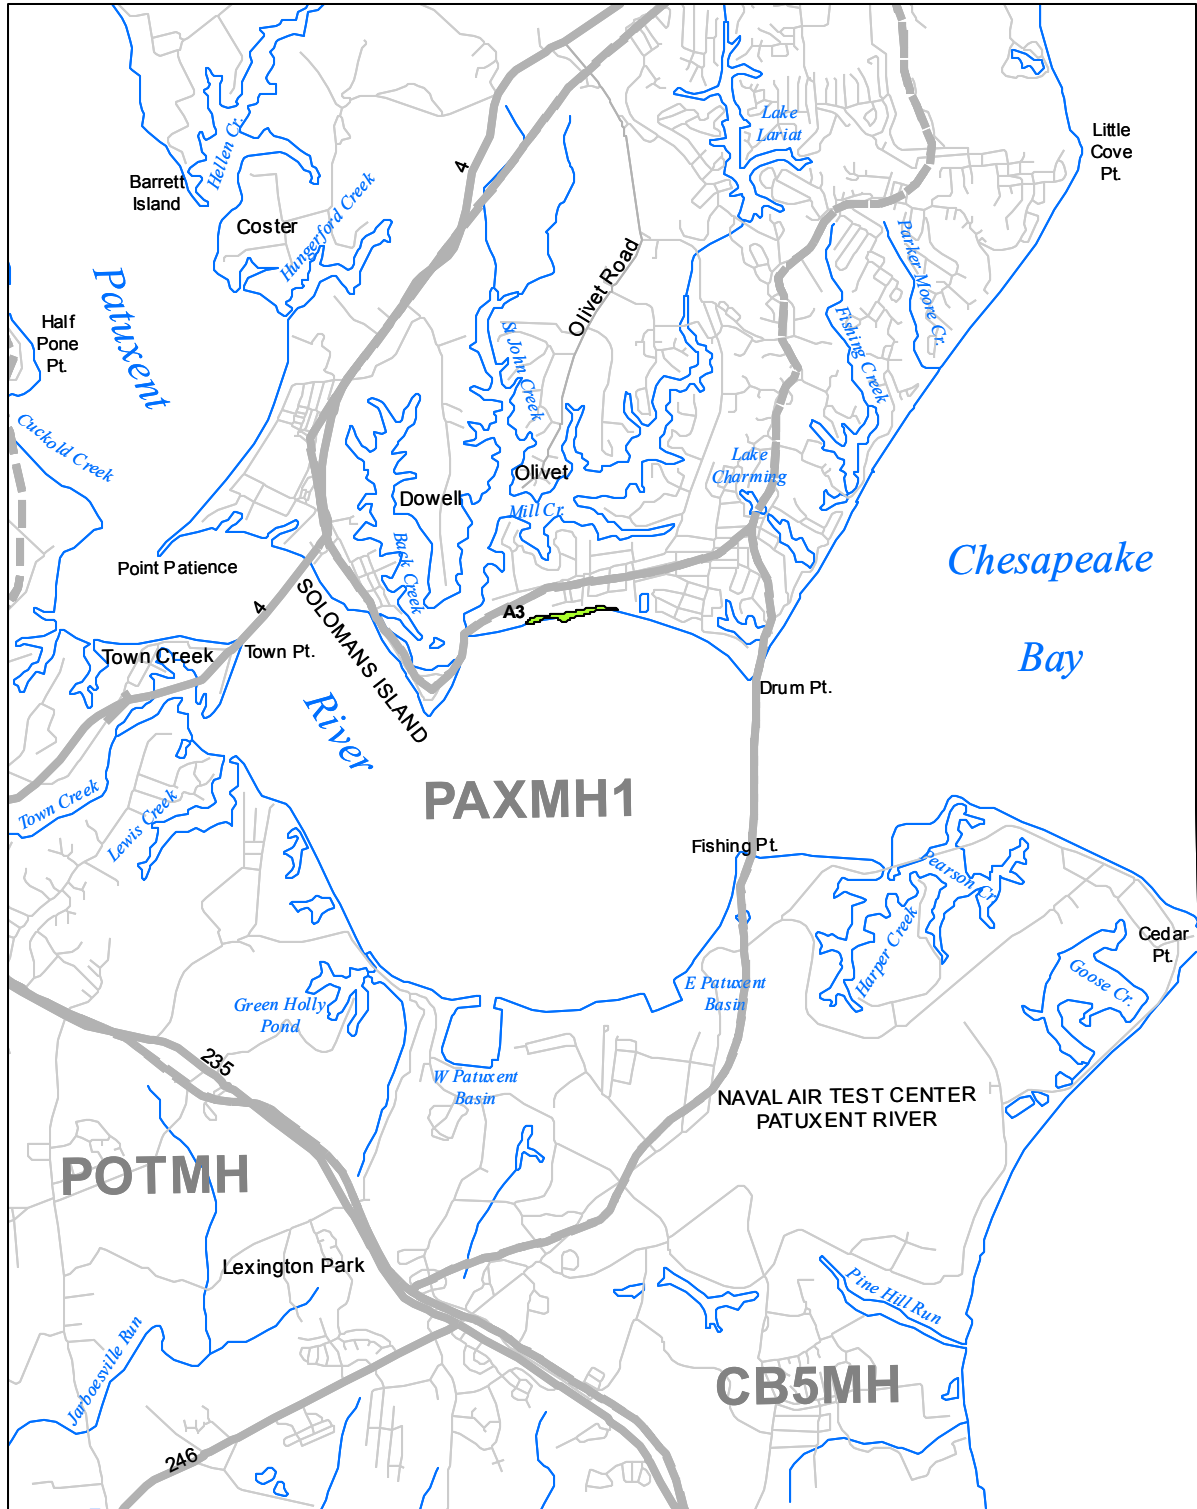 Lake
Lariat
Little
Cove
Pt.
4
Hellen Cr.
Barrett
Island
Coster
Hungerford Creek
Parker Moore Cr.
Olivet Road
Patuxent
Half
Pone
Pt.
St John Creek
Fishing Creek
Cuckold Creek
Lake
Charming
Olivet
Dowell
Mill Cr.
Back Creek
Chesapeake
Bay
Point Patience
4
SOLOMANS ISLAND
A3
Town Creek
Town Pt.
Drum Pt.
River
PAXMH1
Town Creek
Lewis Creek
Fishing Pt.
Pearson Cr.
Harper Creek
Cedar
Pt.
Goose Cr.
E Patuxent
Basin
Green Holly
Pond
235
W Patuxent
Basin
NAVAL AIR TEST CENTER
PATUXENT RIVER
POTMH
Lexington Park
Pine Hill Run
Jarboesville Run
CB5MH
246